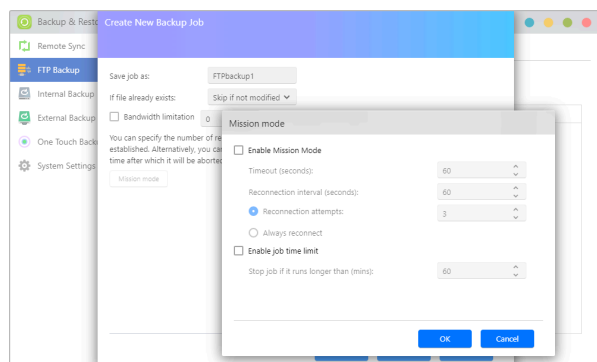 Backup & Resto
Create New Backup Job
Remote Sync
FTP Backup
Internal Backup
External Backup
One Touch Back
System Settings
Save job as:
FTPbackup1
If file already exists:
Skip if not modified
Bandwidth limitation
0
You can specify the number of re
established. Alternatively, you ca
time after which it will be aborted
Mission mode
Mission mode
Enable Mission Mode
Timeout (seconds):
60
Reconnection interval (seconds):
60
Reconnection attempts:
3
Always reconnect
Enable job time limit
Stop job if it runs longer than (mins):
60
OK
Cancel